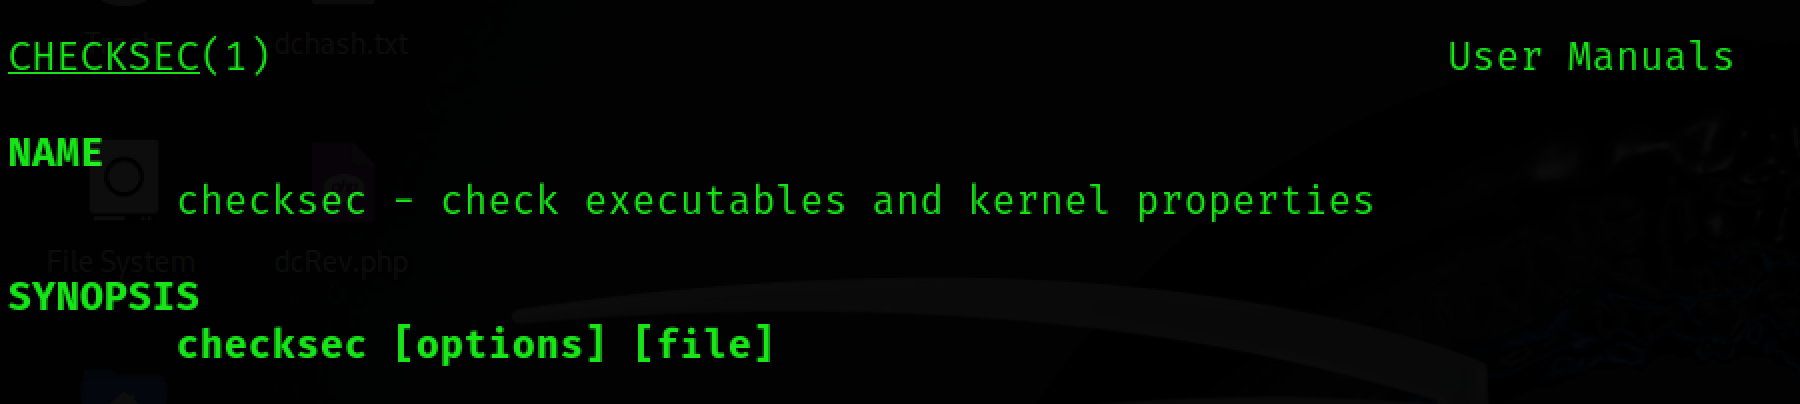 CHECKSEC(1) User Manuals
dchash.txt
NAME
checksec - check executables and kernel properties
File System dcRev.php
SYNOPSIS
checksec [options] [file]